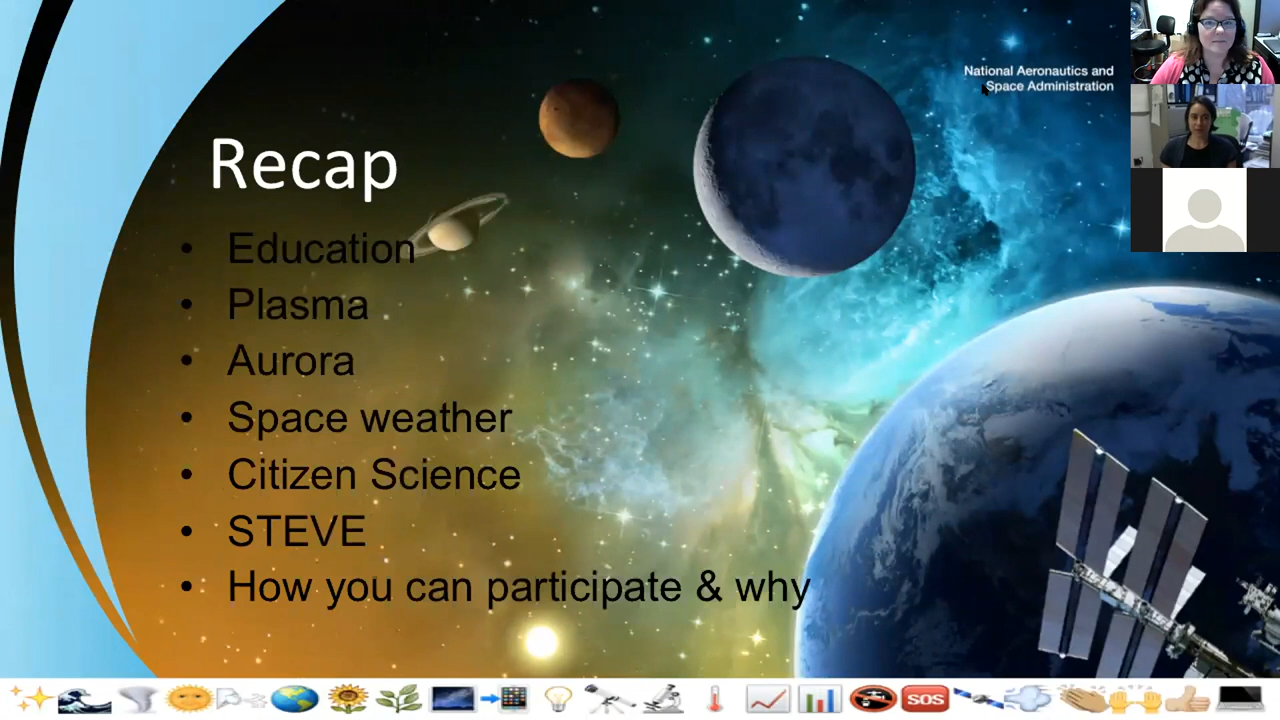 National Aeronautics and
Space Administration
Recap
• Education
• Plasma
• Aurora
• Space weather
• Citizen Science
• STEVE
• How you can participate & why
SOS